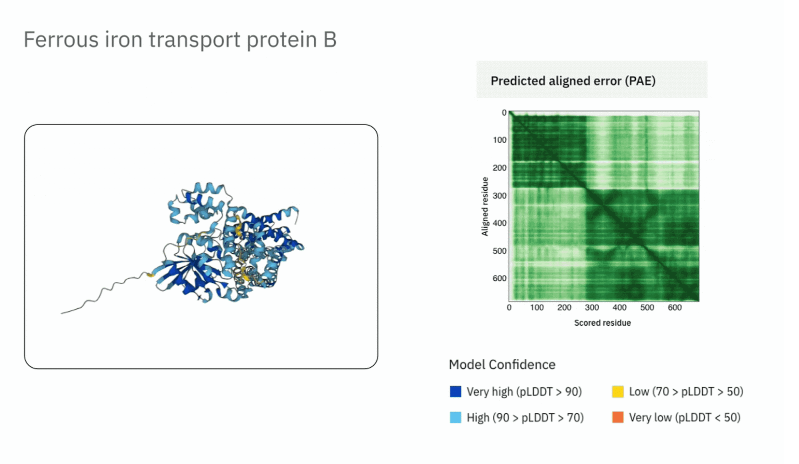 Ferrous iron transport protein B
Predicted aligned error (PAE)
0
100
200
300
400
500
600
Aligned residue
0 100 200 300 400 500 600
Scored residue
Model Confidence
Very high (pLDDT > 90)
Low (70 > pLDDT > 50)
High (90 > pLDDT > 70)
Very low (pLDDT < 50)